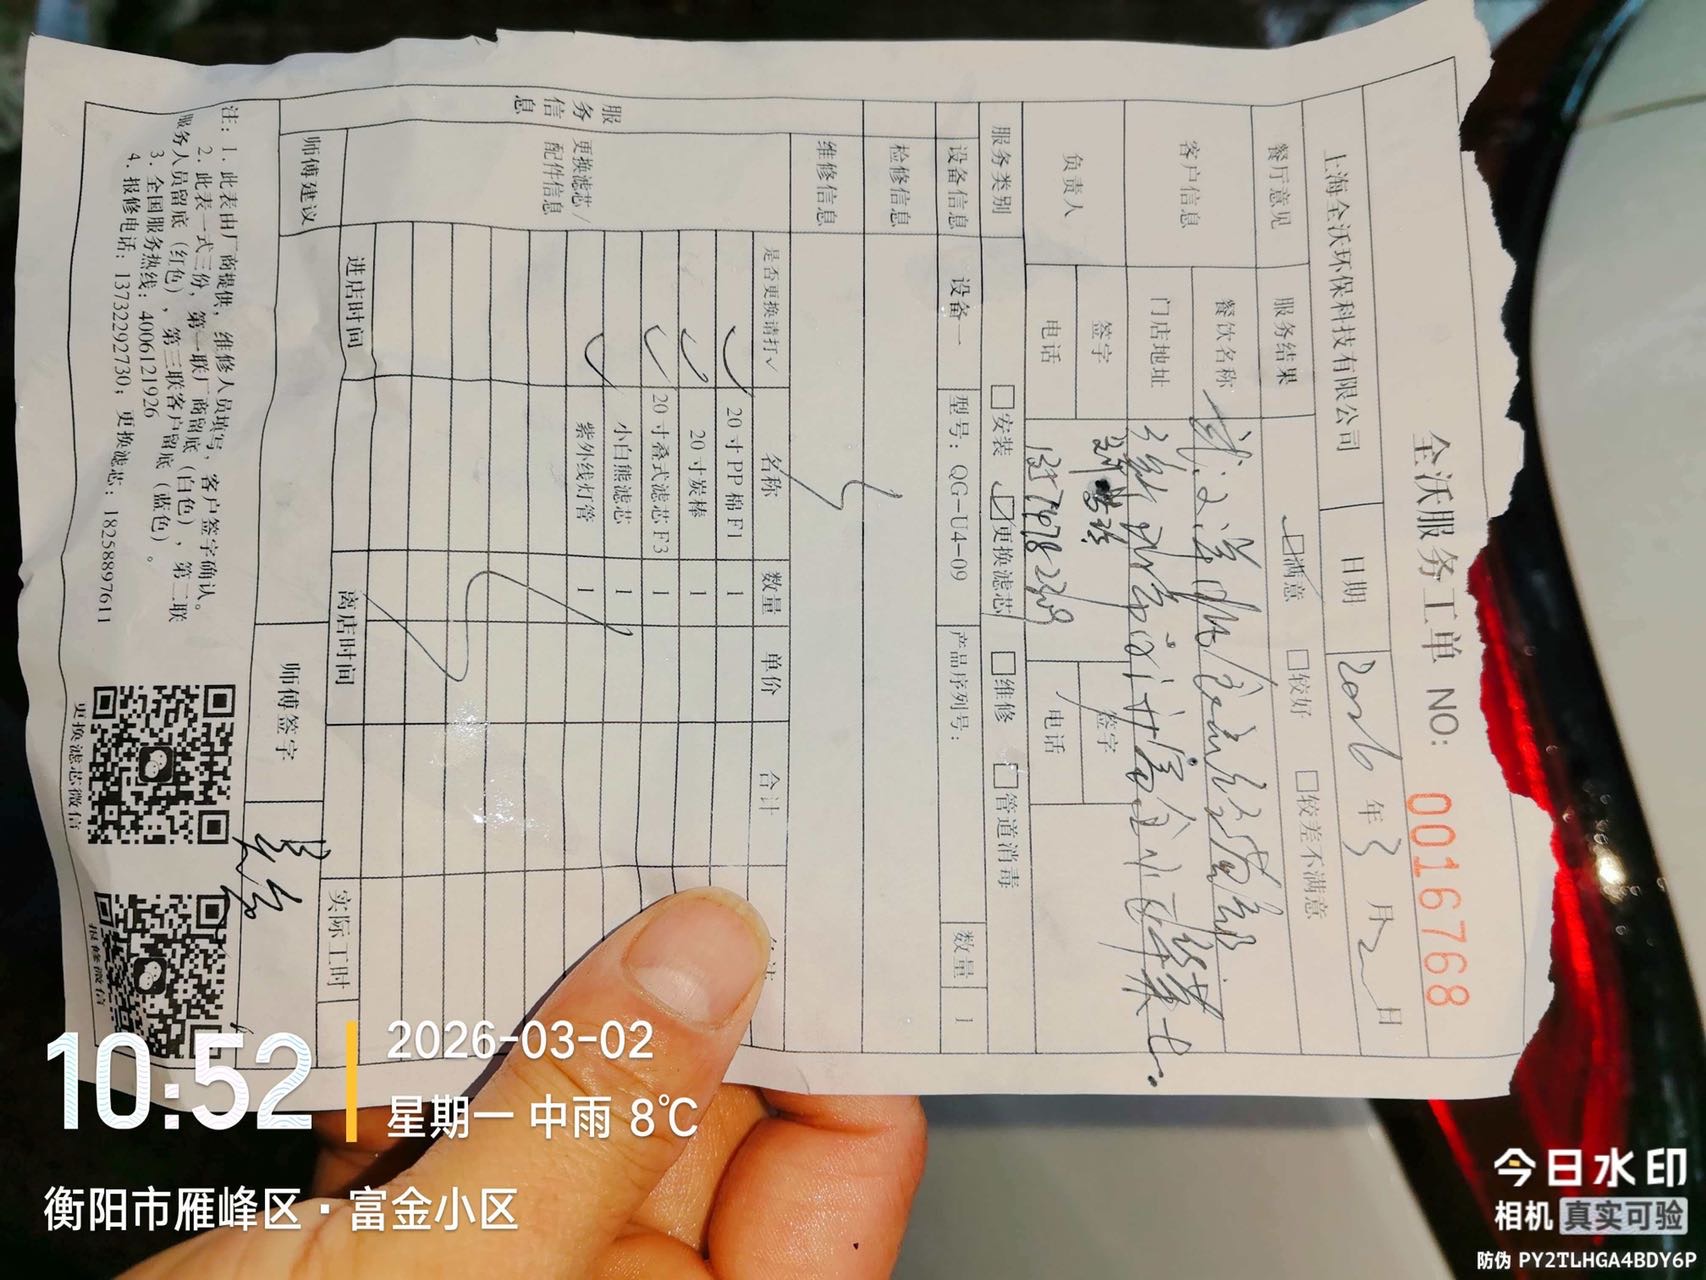 全沃服务工单 NO: 0016768
上海全沃环保科技有限公司 日期 2026 年 3 月 2 日
餐厅意见 服务结果 ☑满意 □较好 □较差不满意
客户信息 餐饮名称
门店地址
负责人 签字 签字
电话 电话
服务类别 □安装 ☑更换滤芯 □维修 □管道消毒
设备信息 设备一 型号: QG-U4-09 产品序列号: 数量 1
检修信息
维修信息
服务信息
更换滤芯/配件信息
是否更换请打√ 名称 数量 单价 合计
✓ 20寸PP棉F1 1
✓ 20寸炭棒 1
✓ 20寸叠式滤芯F3 1
✓ 小白熊滤芯 1
紫外线灯管 1
进店时间 离店时间 实际工时
师傅建议 师傅签字
注: 1. 此表由厂商提供, 维修人员填写, 客户签字确认。
2. 此表一式三份, 第一联厂商留底(白色), 第二联
服务人员留底(红色), 第三联客户留底(蓝色)。
3. 全国服务热线: 4006121926
4. 报修电话: 13732292730; 更换滤芯: 18258897611
更换滤芯微信
报修微信
10:52
2026-03-02
星期一 中雨 8℃
衡阳市雁峰区·富金小区
今日水印
相机 真实可验
防伪 PY2TLHGA4BDY6P